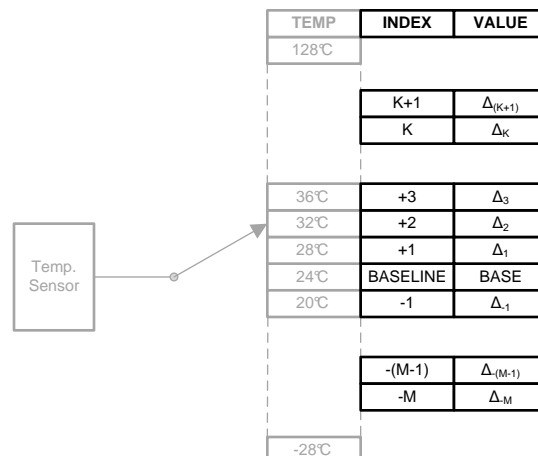 TEMP INDEX VALUE
128°C
K+1 Δ(K+1)
K ΔK
36°C +3 Δ3
32°C +2 Δ2
28°C +1 Δ1
24°C BASELINE BASE
20°C -1 Δ-1
Temp.
Sensor
-(M-1) Δ-(M-1)
-M Δ-M
-28°C